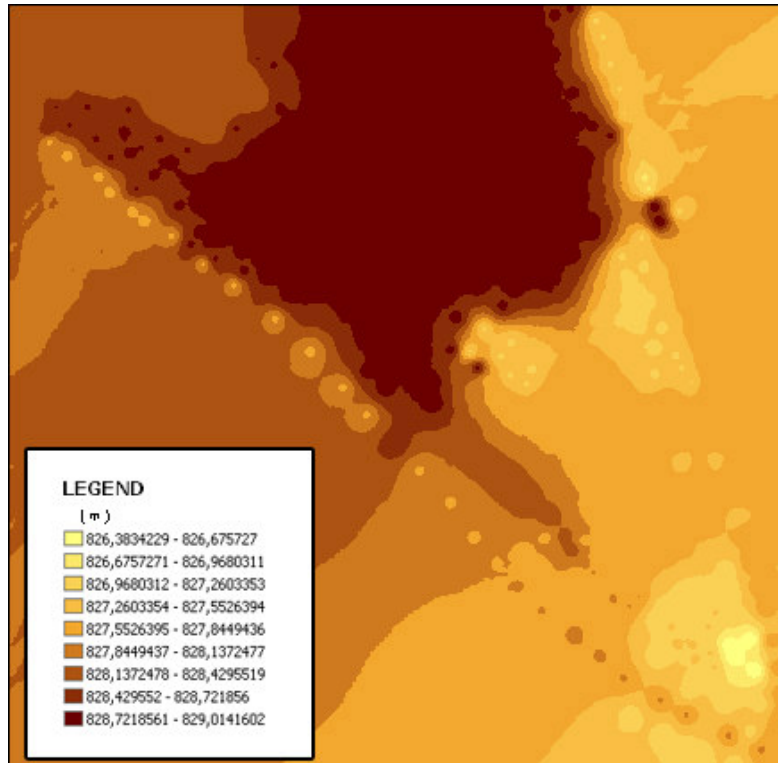 LEGEND
(m)
826,3834229 - 826,675727
826,6757271 - 826,9680311
826,9680312 - 827,2603353
827,2603354 - 827,5526394
827,5526395 - 827,8449436
827,8449437 - 828,1372477
828,1372478 - 828,4295519
828,429552 - 828,721856
828,7218561 - 829,0141602